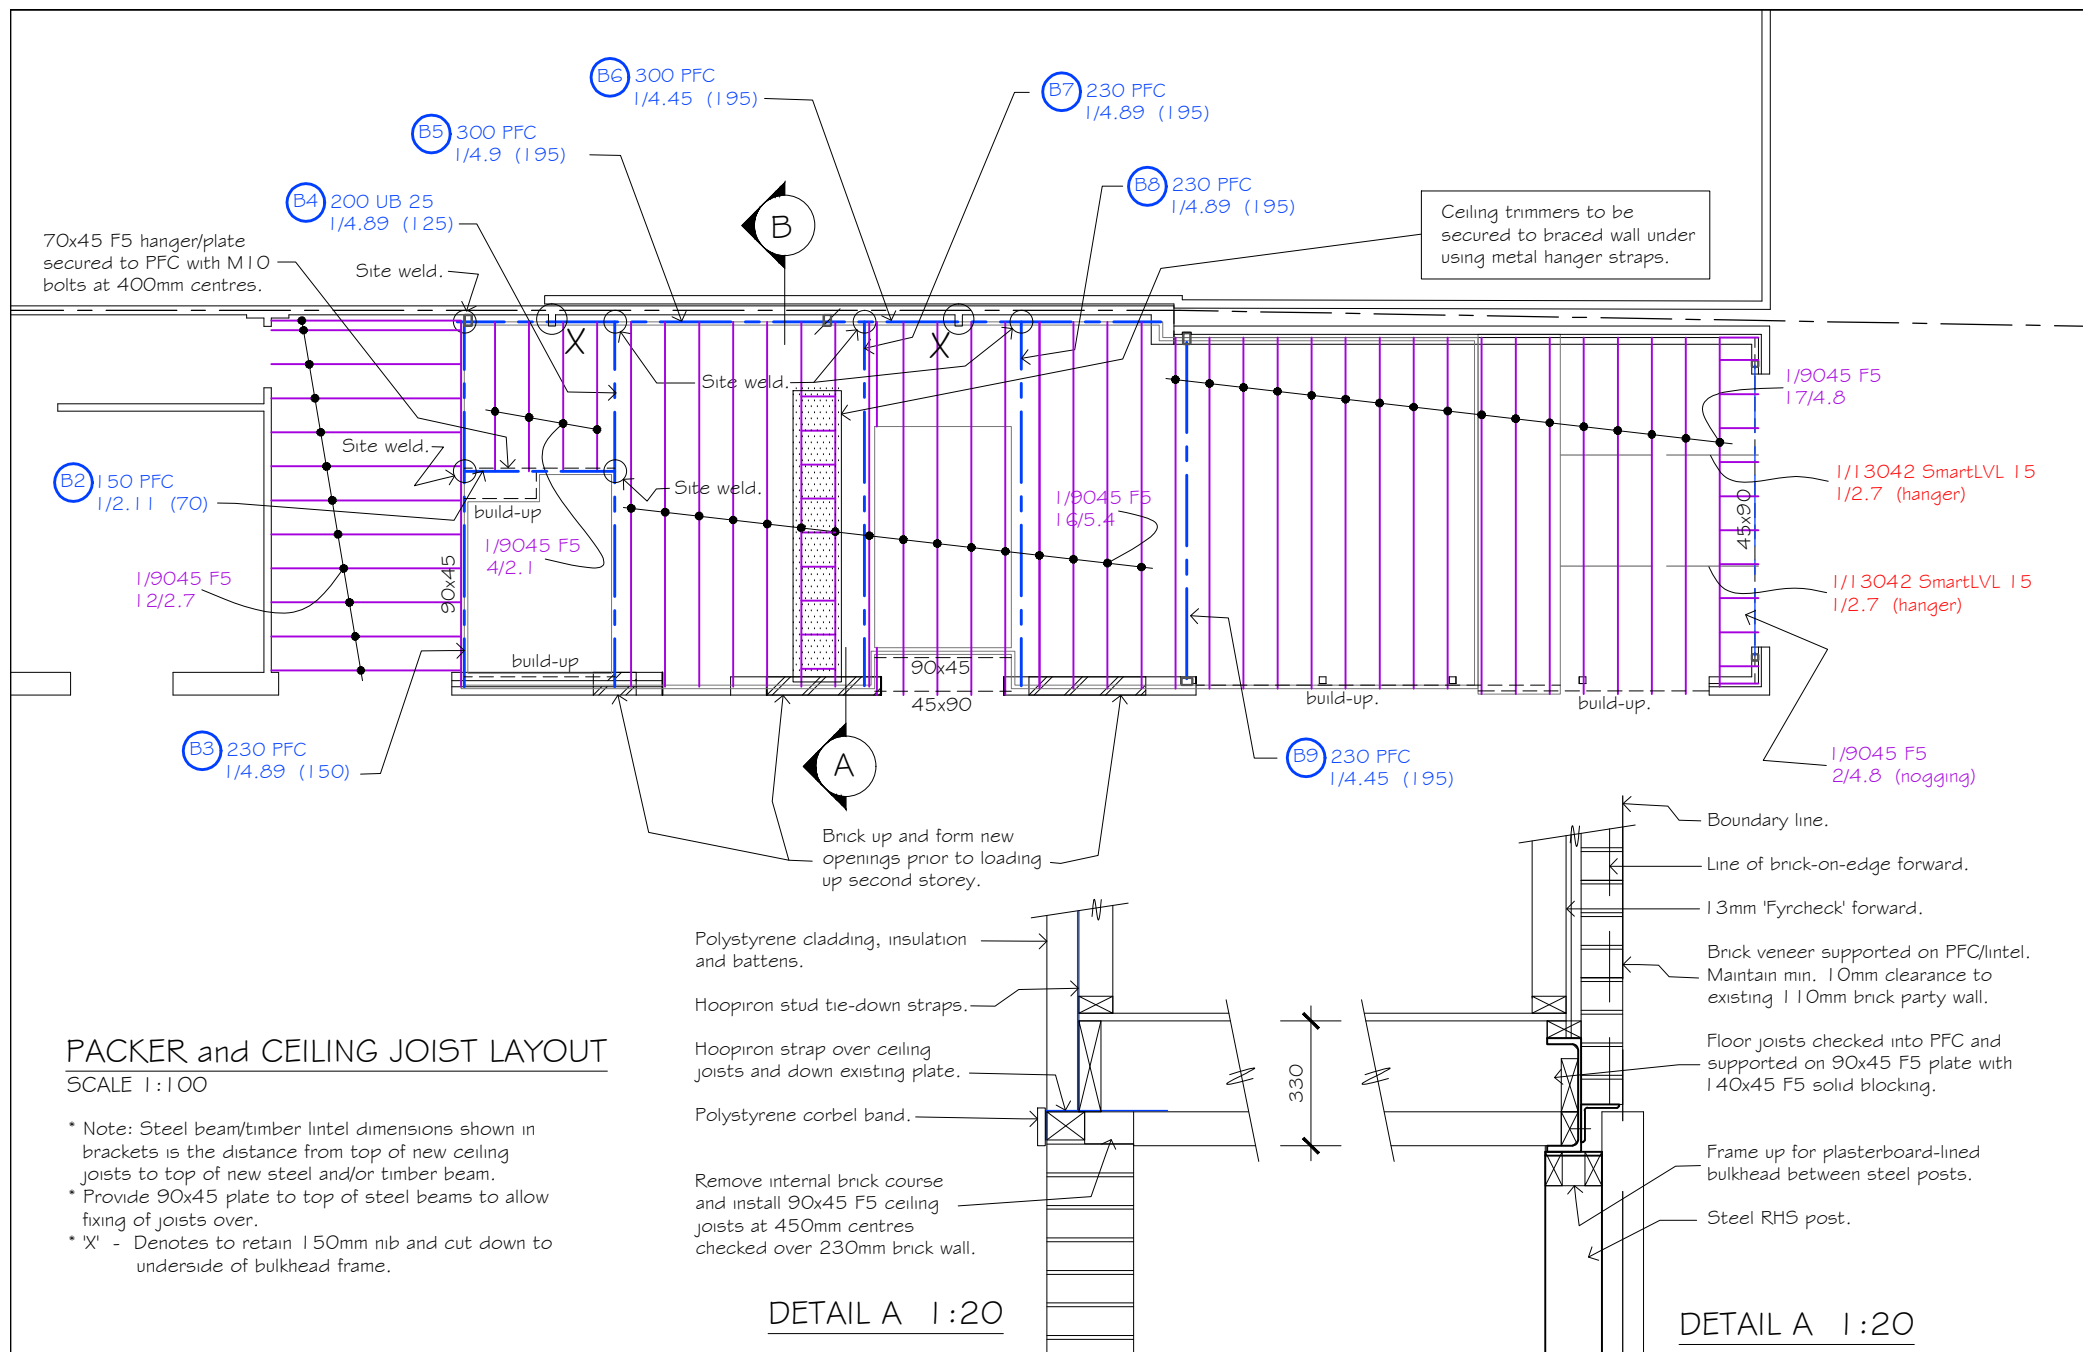 B6 300 PFC
1/4.45 (195)
B7 230 PFC
1/4.89 (195)
B5 300 PFC
1/4.9 (195)
B4 200 UB 25
1/4.89 (125)
B8 230 PFC
1/4.89 (195)
Ceiling trimmers to be
secured to braced wall under
using metal hanger straps.
70x45 F5 hanger/plate
secured to PFC with M10
bolts at 400mm centres.
Site weld.
B
X
X
Site weld.
1/9045 F5
17/4.8
Site weld.
B2 150 PFC
1/2.11 (70)
Site weld.
build-up
1/9045 F5
16/5.4
1/13042 SmartLVL 15
1/2.7 (hanger)
45x90
1/9045 F5
4/2.1
1/9045 F5
12/2.7
90x45
1/13042 SmartLVL 15
1/2.7 (hanger)
build-up
90x45
45x90
build-up.
build-up.
B3 230 PFC
1/4.89 (150)
A
B9 230 PFC
1/4.45 (195)
1/9045 F5
2/4.8 (nogging)
Brick up and form new
openings prior to loading
up second storey.
Boundary line.
Line of brick-on-edge forward.
13mm 'Fyrcheck' forward.
Polystyrene cladding, insulation
and battens.
Brick veneer supported on PFC/lintel.
Maintain min. 10mm clearance to
existing 110mm brick party wall.
Hoopiron stud tie-down straps.
Hoopiron strap over ceiling
joists and down existing plate.
330
Floor joists checked into PFC and
supported on 90x45 F5 plate with
140x45 F5 solid blocking.
Polystyrene corbel band.
Frame up for plasterboard-lined
bulkhead between steel posts.
Remove internal brick course
and install 90x45 F5 ceiling
joists at 450mm centres
checked over 230mm brick wall.
Steel RHS post.
PACKER and CEILING JOIST LAYOUT
SCALE 1:100
* Note: Steel beam/timber lintel dimensions shown in
brackets is the distance from top of new ceiling
joists to top of new steel and/or timber beam.
* Provide 90x45 plate to top of steel beams to allow
fixing of joists over.
* 'X' - Denotes to retain 150mm nib and cut down to
underside of bulkhead frame.
DETAIL A 1:20
DETAIL A 1:20